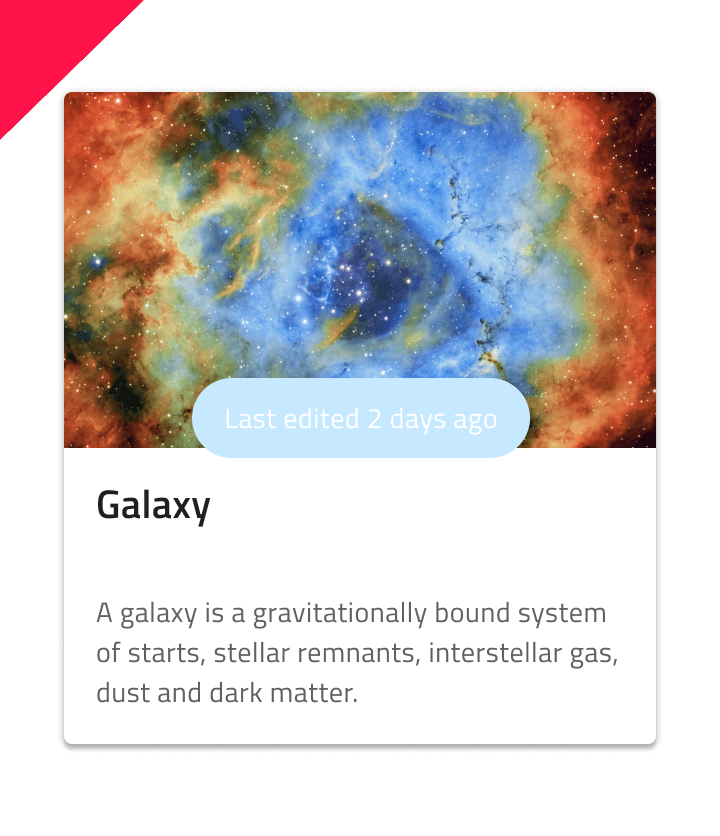 Last edited 2 days ago
Galaxy
A galaxy is a gravitationally bound system
of starts, stellar remnants, interstellar gas,
dust and dark matter.